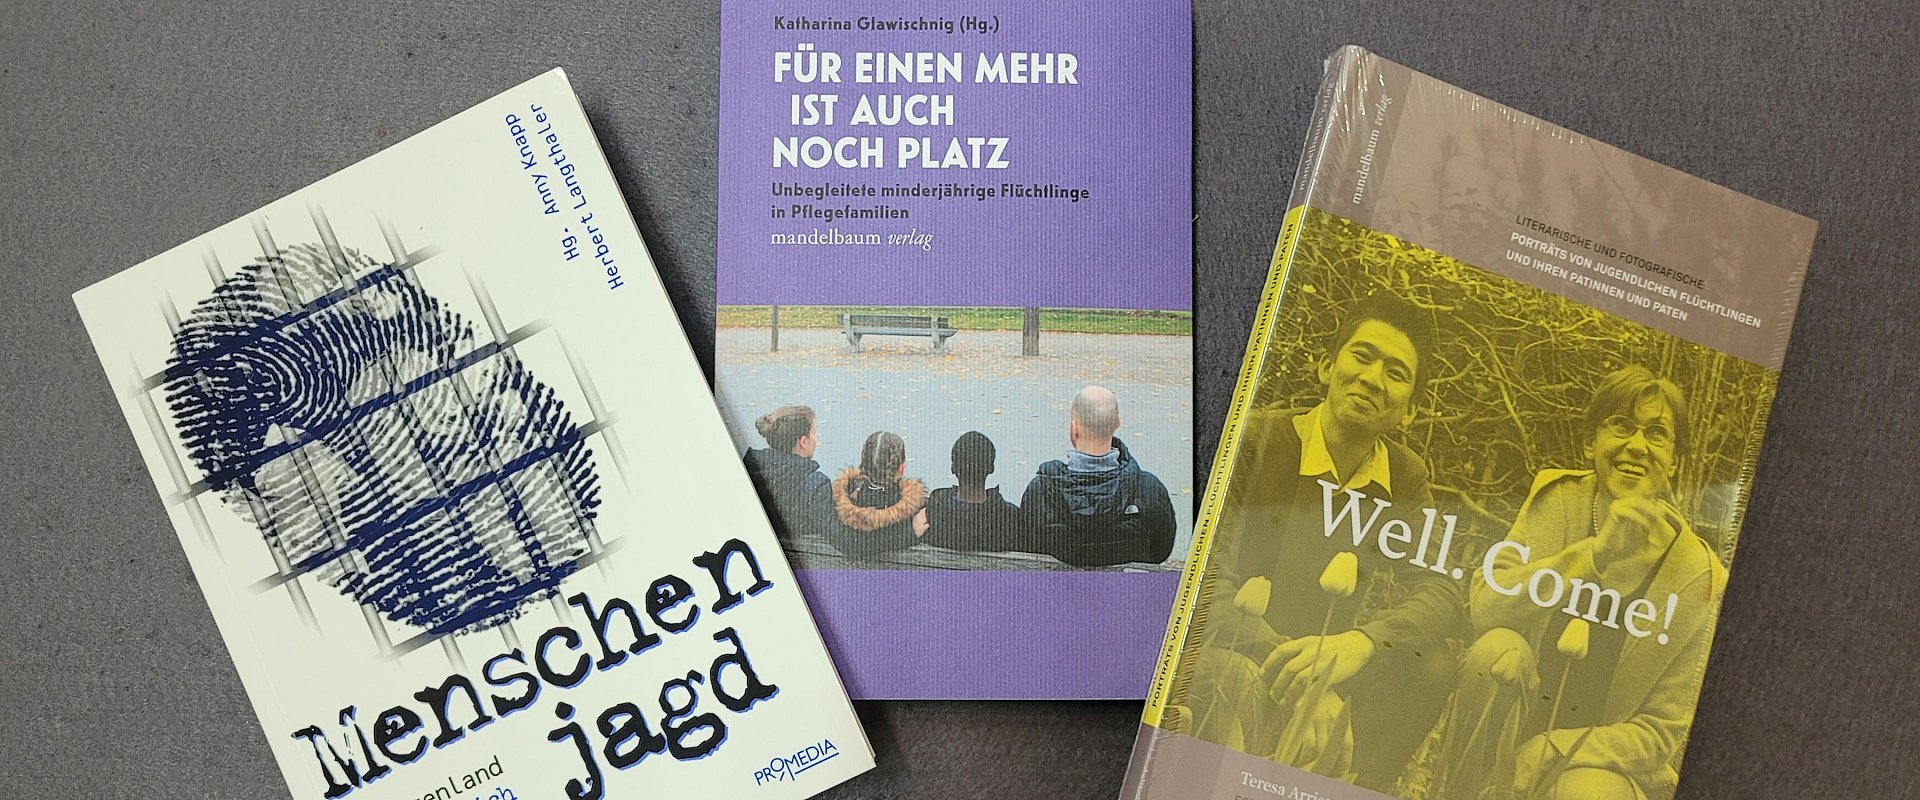 Hg. Anny Knapp
Herbert Langthaler
Menschen
jagd
PROMEDIA
Katharina Glawischnig (Hg.)
FÜR EINEN MEHR
IST AUCH
NOCH PLATZ
Unbegleitete minderjährige Flüchtlinge
in Pflegefamilien
mandelbaum verlag
mandelbaum verlag
PORTRÄTS VON JUGENDLICHEN FLÜCHTLINGEN UND IHREN PATINNEN UND PATEN
mandelbaum verlag
LITERARISCHE UND FOTOGRAFISCHE
PORTRÄTS VON JUGENDLICHEN FLÜCHTLINGEN
UND IHREN PATINNEN UND PATEN
Well. Come!
Teresa